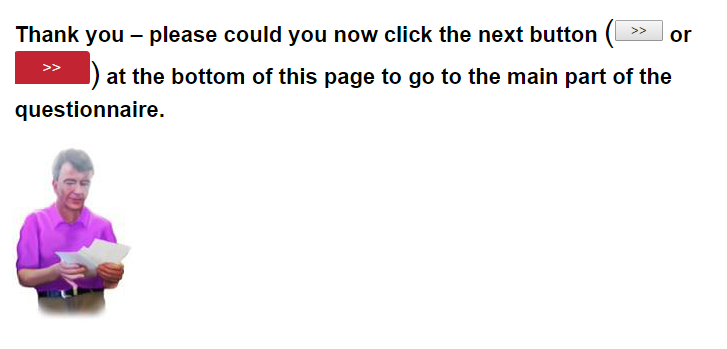 Thank you – please could you now click the next button ( >> or
>> ) at the bottom of this page to go to the main part of the
questionnaire.